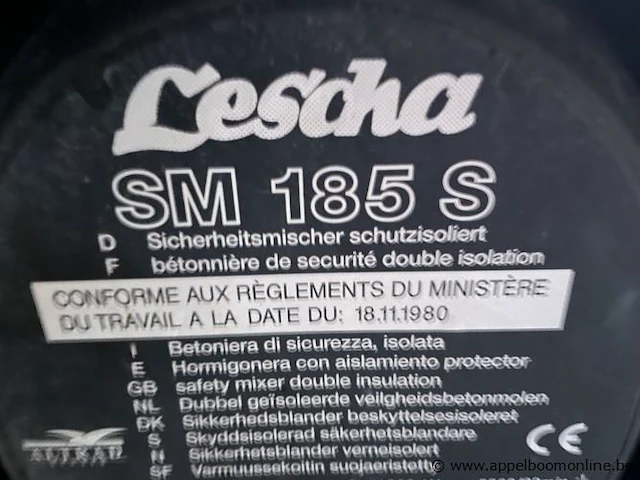 Lescha
SM 185 S
D Sicherheitsmischer schutzisoliert
F bétonnière de securité double isolation
CONFORME AUX RÈGLEMENTS DU MINISTÈRE
DU TRAVAIL A LA DATE DU: 18.11.1980
I Betoniera di sicurezza, isolata
E Hormigonera con aislamiento protector
GB safety mixer double insulation
NL Dubbel geïsoleerde veiligheidsbetonmolen
DK Sikkerhedsblander beskyttelsesisoleret
S Skyddsisolerad säkerhetsblandare
N Sikkerhetsblander verneisolert
SF Varmuussekoitin suojaeristetty
CE
ALTRAD
www.appelboomonline.be